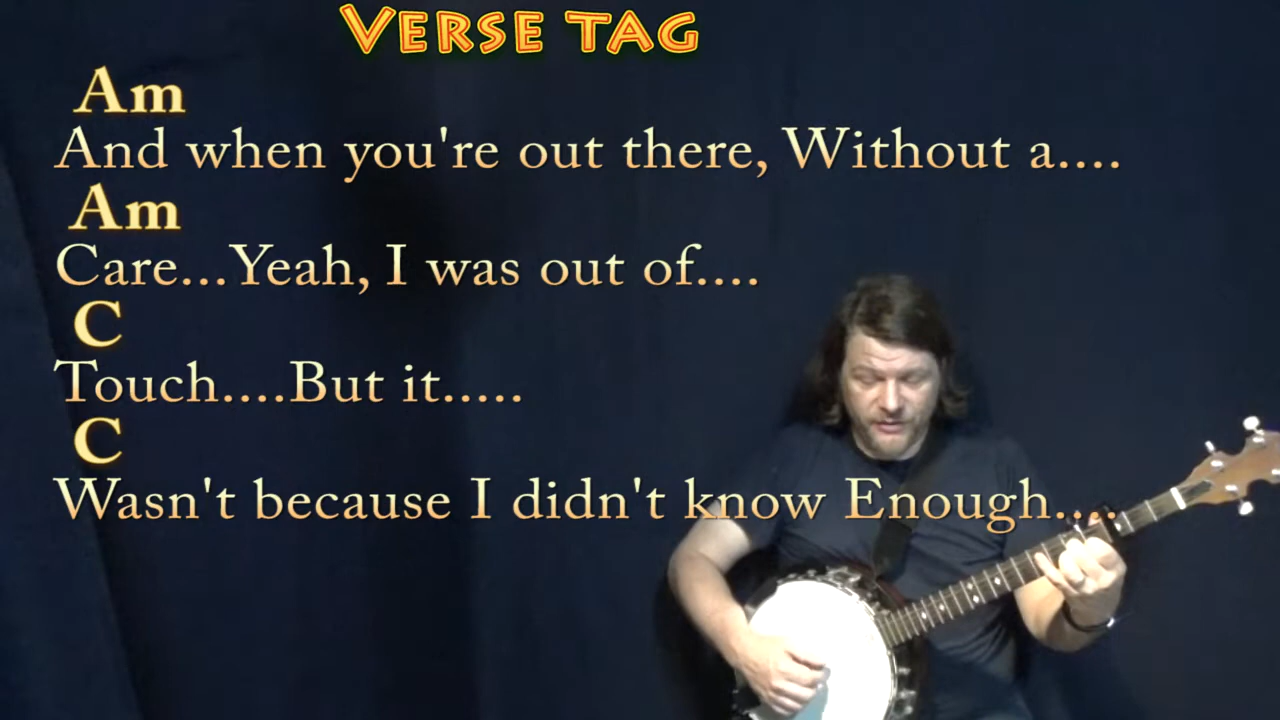 VERSE TAG
Am
And when you're out there, Without a....
Am
Care...Yeah, I was out of....
C
Touch....But it.....
C
Wasn't because I didn't know Enough....